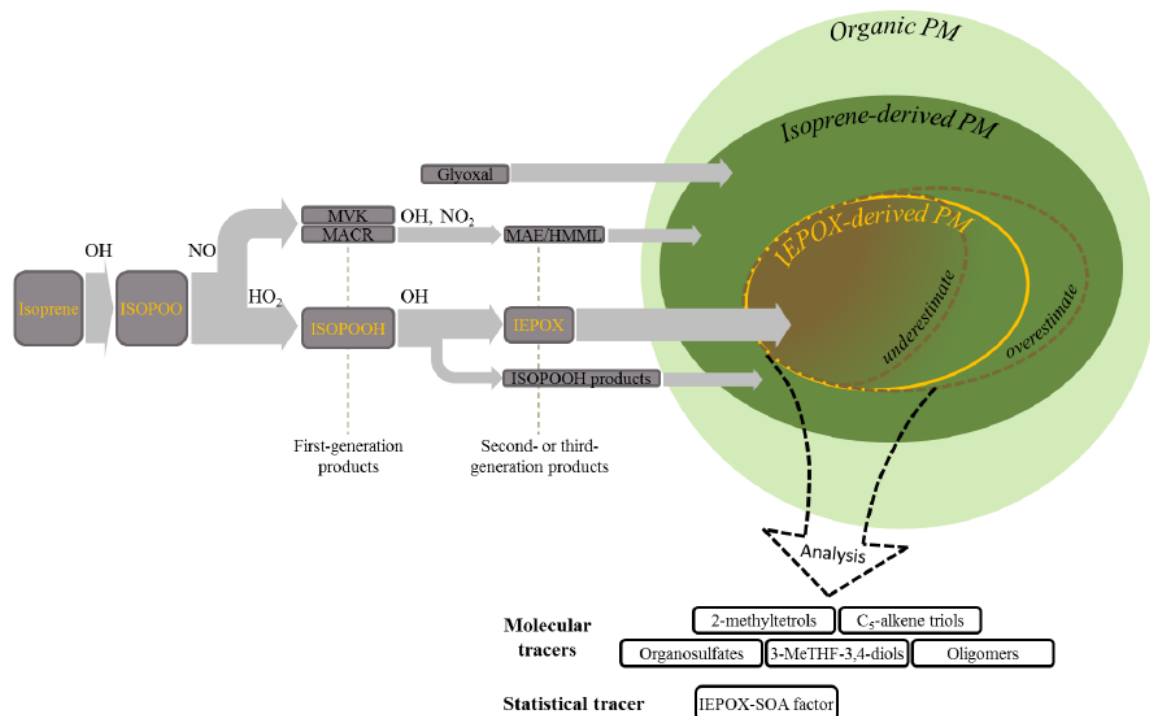 Organic PM
Isoprene-derived PM
Glyoxal
IEPOX-derived PM
MVK
OH, NO₂
MACR
MAE/HMML
OH
NO
Isoprene
ISOPOO
HO₂
OH
ISOPOOH
IEPOX
underestimate
overestimate
ISOPOOH products
First-generation
products
Second- or third-
generation products
Analysis
Molecular
tracers
2-methyltetrols
C₅-alkene triols
Organosulfates
3-MeTHF-3,4-diols
Oligomers
Statistical tracer
IEPOX-SOA factor